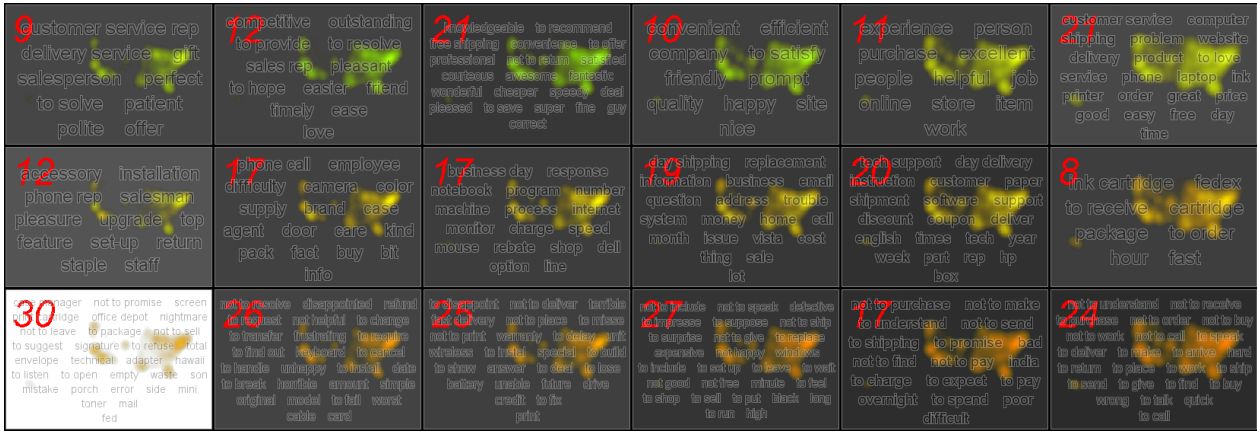 9
customer service rep
delivery service gift
salesperson perfect
to solve patient
polite offer
12
competitive outstanding
to provide to resolve
sales rep pleasant
to hope easier friend
timely ease
love
21
knowledgeable to recommend
free shipping convenience to offer
professional not to return satisfied
courteous awesome fantastic
wonderful cheaper speedy deal
pleased to save super fine guy
correct
10
convenient efficient
company to satisfy
friendly prompt
quality happy site
nice
11
experience person
purchase excellent
people helpful job
online store item
work
21
customer service computer
shipping problem website
delivery product to love
service phone laptop ink
printer order great price
good easy free day
time
12
accessory installation
phone rep salesman
pleasure upgrade top
feature set-up return
staple staff
17
phone call employee
difficulty camera color
supply brand case
agent door care kind
pack fact buy bit
info
17
business day response
notebook program number
machine process internet
monitor charge speed
mouse rebate shop dell
option line
19
day shipping replacement
information business email
question address trouble
system money home call
month issue vista cost
thing sale
lot
20
tech support day delivery
instruction customer paper
shipment software support
discount coupon deliver
english times tech year
week part rep hp
box
8
ink cartridge fedex
to receive cartridge
package to order
hour fast
30
case manager not to promise screen
print cartridge office depot nightmare
not to leave to package not to sell
to suggest signature to refuse total
envelope technics adapter hawaii
to listen to open empty waste son
mistake porch error side mini
toner mail
fed
26
not to resolve disappointed refund
to request not helpful to change
to transfer frustrating to require
to find out keyboard to cancel
to handle unhappy to install date
to break horrible amount simple
original model to fail worst
cable card
25
to disappoint not to deliver terrible
fast delivery not to place to misse
not to print warranty to delay unit
wireless to install special to build
to show answer to deal to lose
battery unable future drive
credit to fix
print
27
not to include not to speak defective
to impresse to suppose not to ship
to surprise not to give to replace
expensive not happy windows
to include to set up to leave to wait
not good not free minute to feel
to shop to sell to put black long
to run high
17
not to purchase not to make
to understand not to send
to shipping to promise bad
not to find not to pay india
to charge to expect to pay
overnight to spend poor
difficult
24
not to understand not to receive
to purchase not to order not to buy
not to work not to call to speak
to deliver to make to arrive hard
to return to place to work to ship
to send to give to find to buy
wrong to talk quick
to call